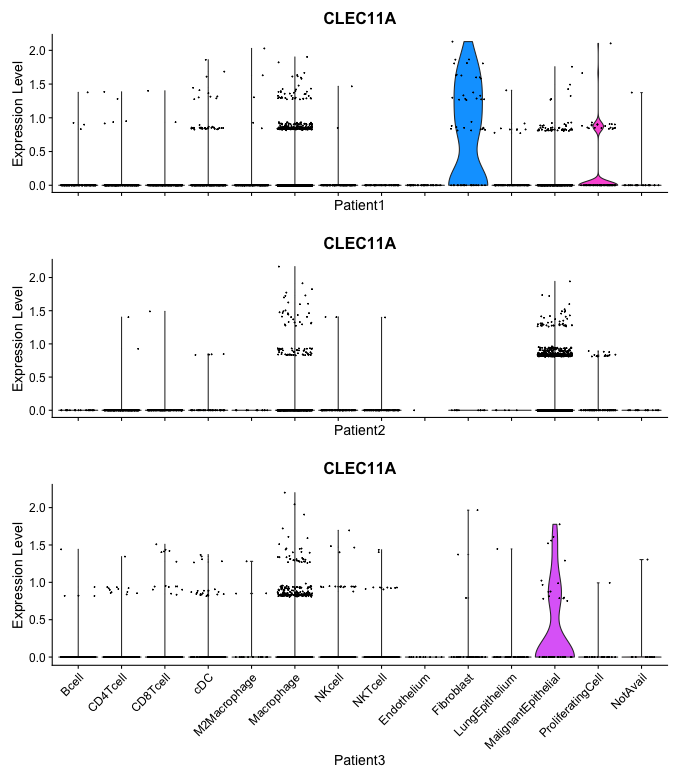 CLEC11A
Expression Level
2.0
1.5
1.0
0.5
0.0
Patient1
CLEC11A
Expression Level
2.0
1.5
1.0
0.5
0.0
Patient2
CLEC11A
Expression Level
2.0
1.5
1.0
0.5
0.0
Bcell
CD4Tcell
CD8Tcell
cDC
M2Macrophage
Macrophage
NKcell
NKTcell
Endothelium
Fibroblast
LungEpithelium
MalignantEpithelial
ProliferatingCell
NotAvail
Patient3